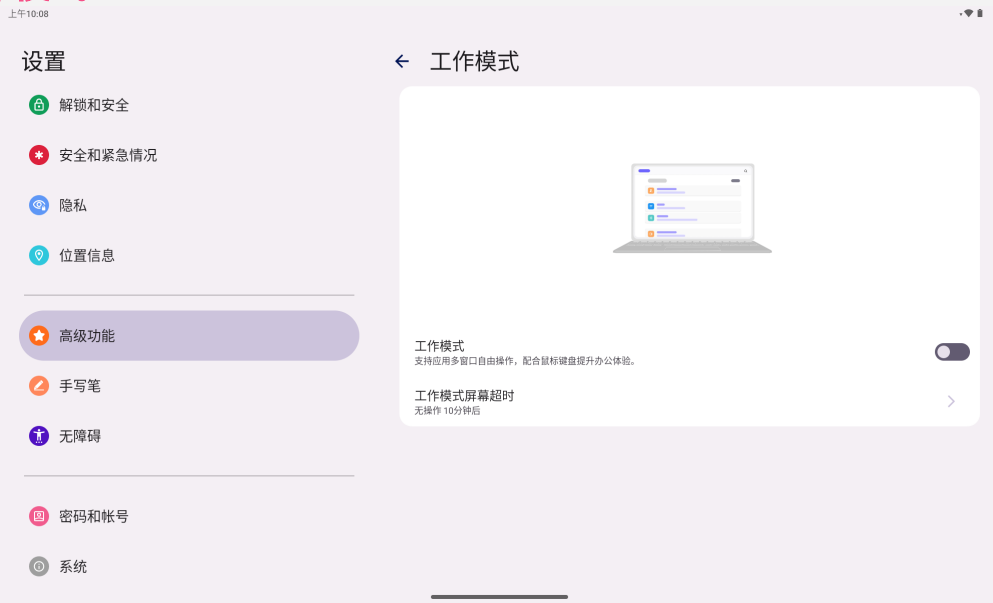 上午10:08
设置
解锁和安全
安全和紧急情况
隐私
位置信息
高级功能
手写笔
无障碍
密码和帐号
系统
工作模式
工作模式
支持应用多窗口自由操作，配合鼠标键盘提升办公体验。
工作模式屏幕超时
无操作 10分钟后